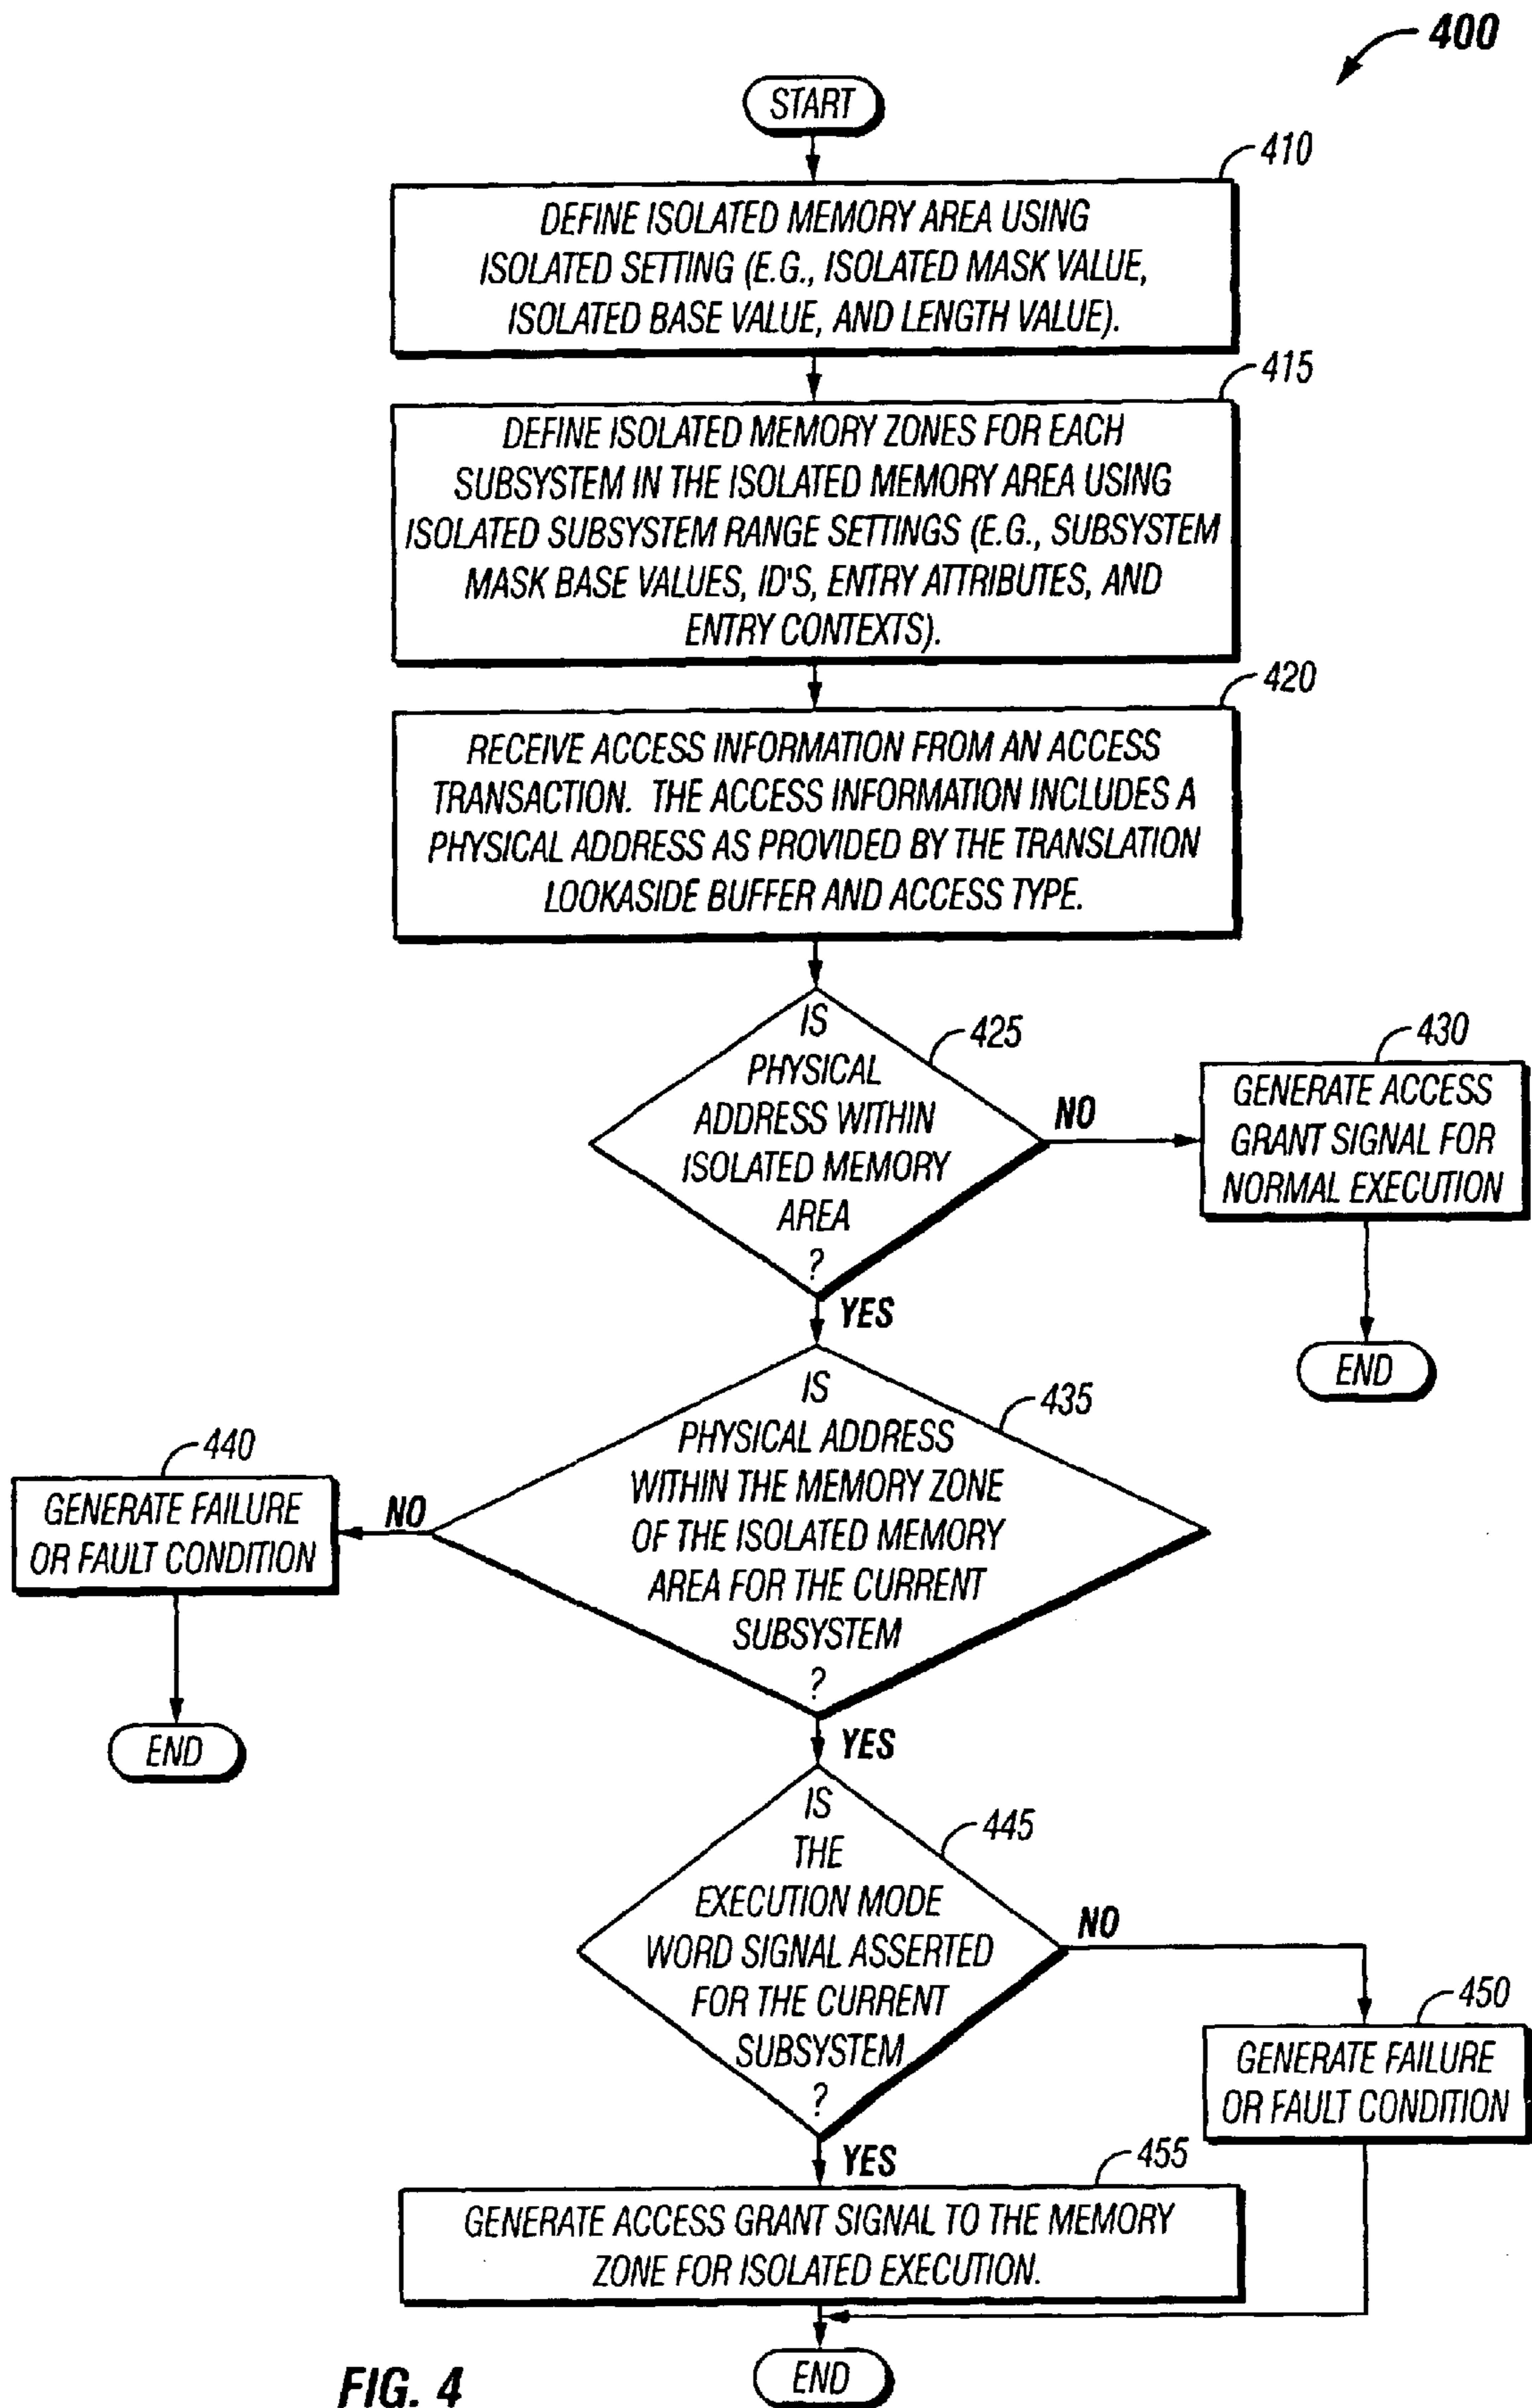 400
START
410
DEFINE ISOLATED MEMORY AREA USING
ISOLATED SETTING (E.G., ISOLATED MASK VALUE,
ISOLATED BASE VALUE, AND LENGTH VALUE).
415
DEFINE ISOLATED MEMORY ZONES FOR EACH
SUBSYSTEM IN THE ISOLATED MEMORY AREA USING
ISOLATED SUBSYSTEM RANGE SETTINGS (E.G., SUBSYSTEM
MASK BASE VALUES, ID'S, ENTRY ATTRIBUTES, AND
ENTRY CONTEXTS).
420
RECEIVE ACCESS INFORMATION FROM AN ACCESS
TRANSACTION. THE ACCESS INFORMATION INCLUDES A
PHYSICAL ADDRESS AS PROVIDED BY THE TRANSLATION
LOOKASIDE BUFFER AND ACCESS TYPE.
425
IS
PHYSICAL
ADDRESS WITHIN
ISOLATED MEMORY
AREA
?
NO
430
GENERATE ACCESS
GRANT SIGNAL FOR
NORMAL EXECUTION
END
YES
435
IS
PHYSICAL ADDRESS
WITHIN THE MEMORY ZONE
OF THE ISOLATED MEMORY
AREA FOR THE CURRENT
SUBSYSTEM
?
NO
440
GENERATE FAILURE
OR FAULT CONDITION
END
YES
445
IS
THE
EXECUTION MODE
WORD SIGNAL ASSERTED
FOR THE CURRENT
SUBSYSTEM
?
NO
450
GENERATE FAILURE
OR FAULT CONDITION
YES
455
GENERATE ACCESS GRANT SIGNAL TO THE MEMORY
ZONE FOR ISOLATED EXECUTION.
END
FIG. 4